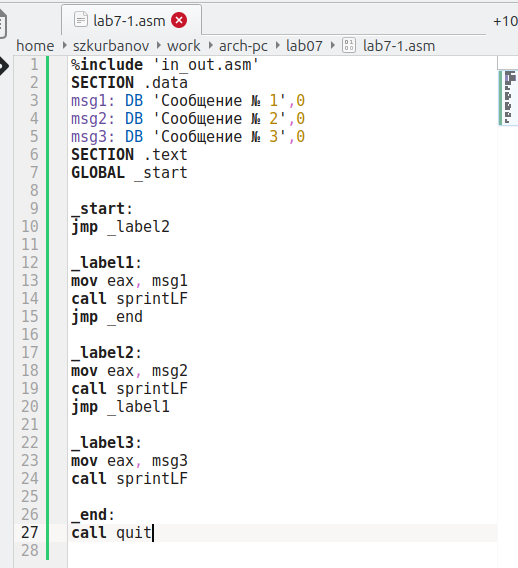 lab7-1.asm
+10
home szkurbanov work arch-pc lab07 lab7-1.asm
1 %include 'in_out.asm'
2 SECTION .data
3 msg1: DB 'Сообщение № 1',0
4 msg2: DB 'Сообщение № 2',0
5 msg3: DB 'Сообщение № 3',0
6 SECTION .text
7 GLOBAL _start
8
9 _start:
10 jmp _label2
11
12 _label1:
13 mov eax, msg1
14 call sprintLF
15 jmp _end
16
17 _label2:
18 mov eax, msg2
19 call sprintLF
20 jmp _label1
21
22 _label3:
23 mov eax, msg3
24 call sprintLF
25
26 _end:
27 call quit
28